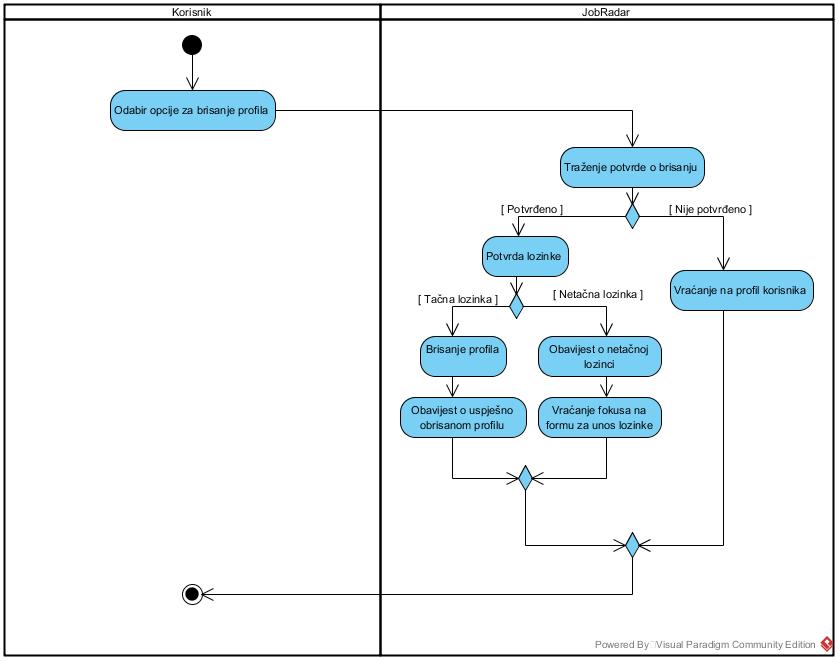 Korisnik
JobRadar
Odabir opcije za brisanje profila
Traženje potvrde o brisanju
[ Potvrđeno ]
[ Nije potvrđeno ]
Potvrda lozinke
Vraćanje na profil korisnika
[ Tačna lozinka ]
[ Netačna lozinka ]
Brisanje profila
Obavijest o netačnoj
lozinci
Obavijest o uspješno
obrisanom profilu
Vraćanje fokusa na
formu za unos lozinke
Powered By Visual Paradigm Community Edition